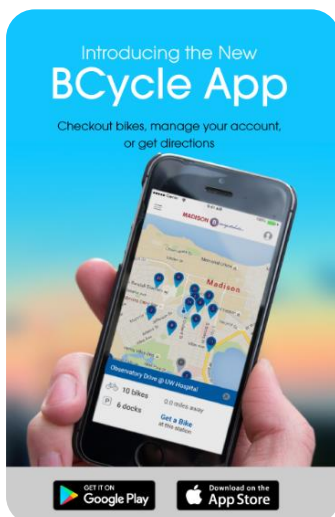 Introducing the New
BCycle App
Checkout bikes, manage your account,
or get directions
MADISON B
Madison
Observatory Drive @ UW Hospital
10 bikes
0.0 miles away
6 docks
Get a Bike
at this station
GET IT ON
Google Play
Download on the
App Store